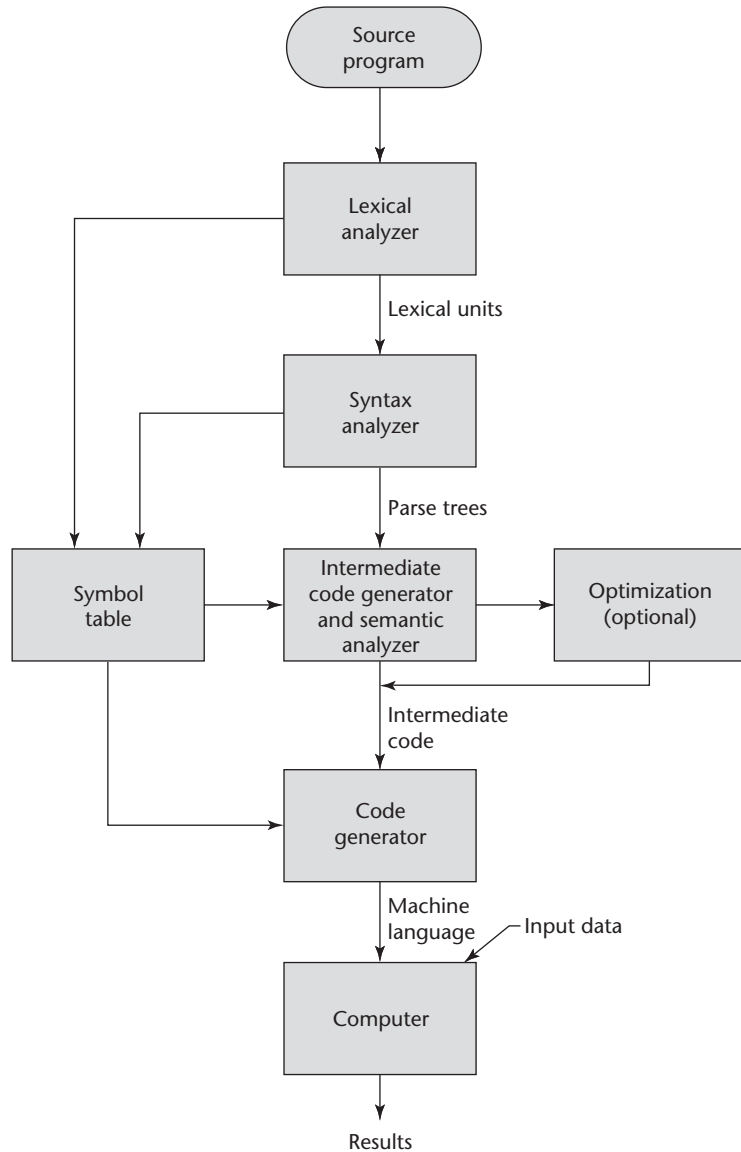 Source
program
Lexical
analyzer
Lexical units
Syntax
analyzer
Parse trees
Symbol
table
Intermediate
code generator
and semantic
analyzer
Optimization
(optional)
Intermediate
code
Code
generator
Machine
language
Input data
Computer
Results